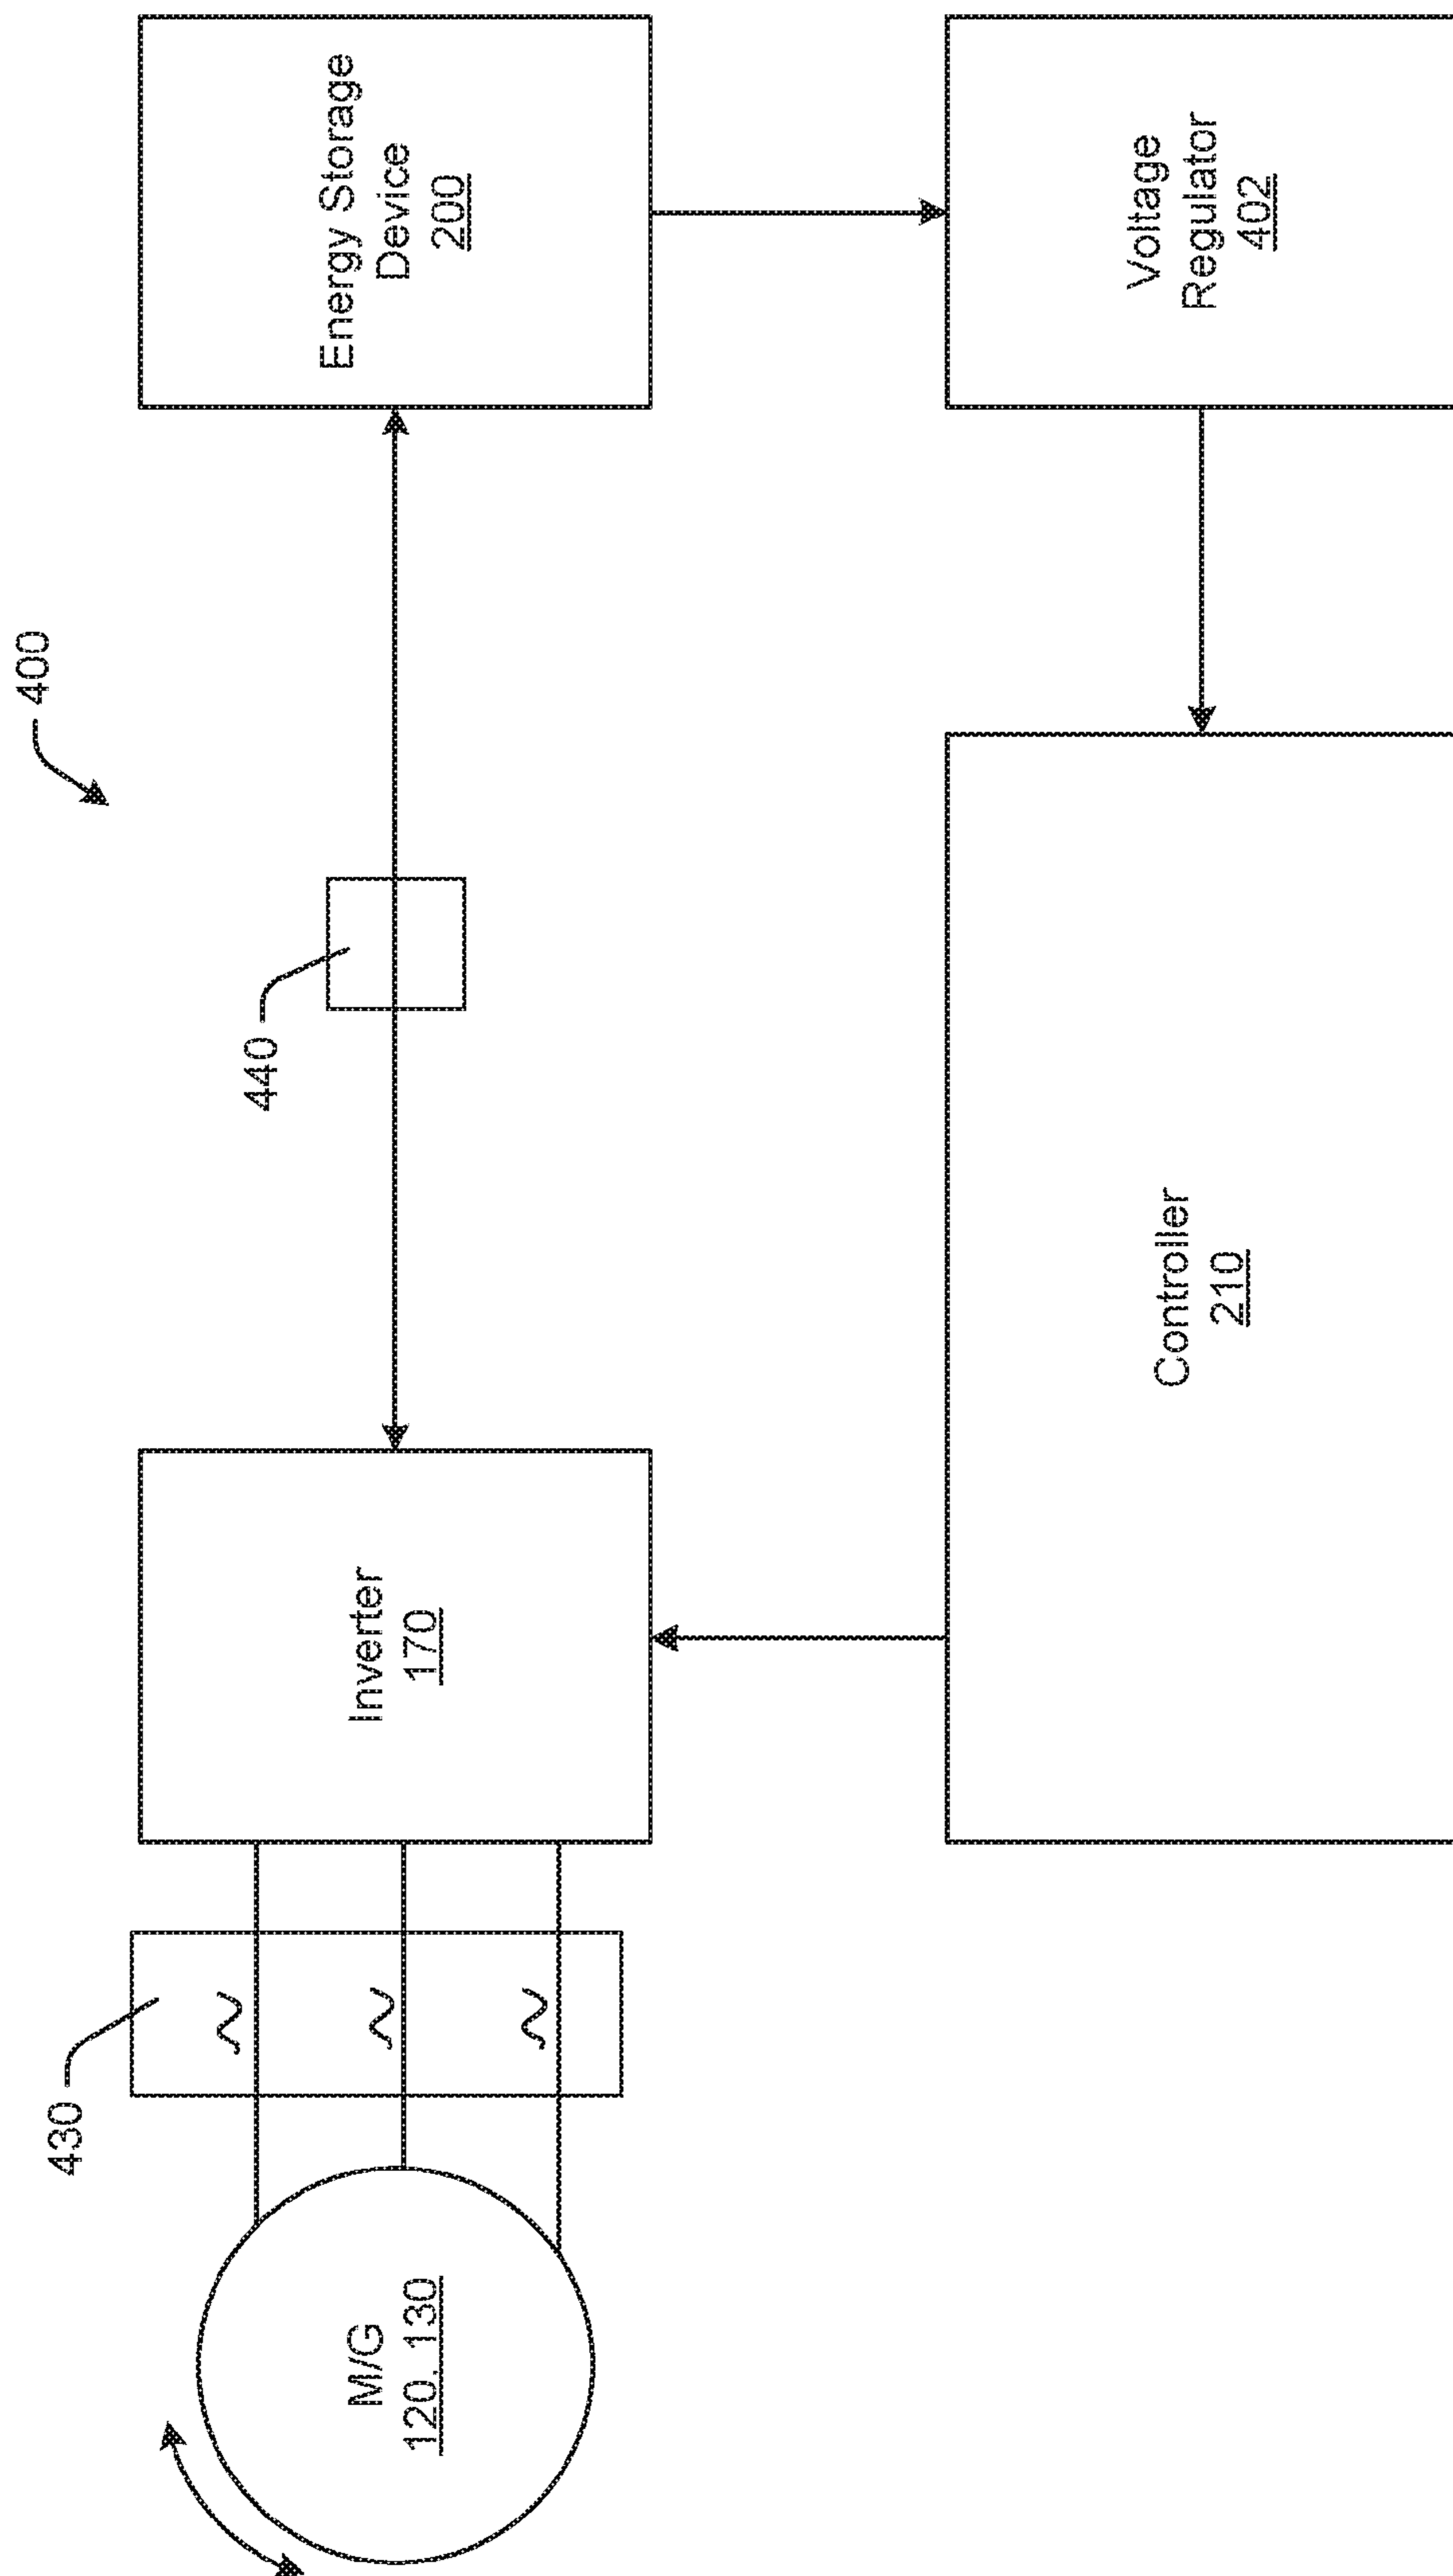 400
430
440
M/G
120, 130
Inverter
170
Energy Storage
Device
200
Controller
210
Voltage
Regulator
402